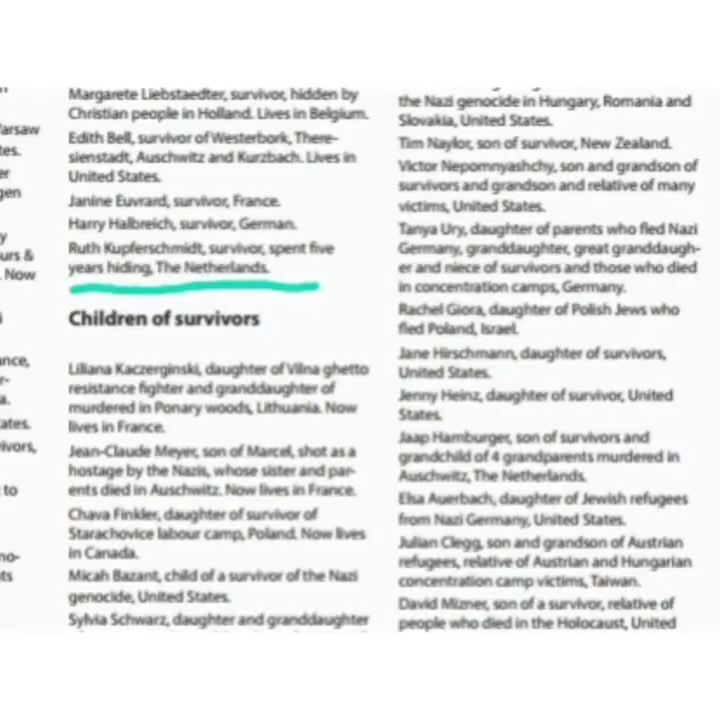 Varsaw
tes.
er
gen
y
urs &
. Now
ance,
r-
a.
ates.
vivors,
to
mo-
ts
Margarete Liebstaedter, survivor, hidden by
Christian people in Holland. Lives in Belgium.
Edith Bell, survivor of Westerbork, There-
sienstadt, Auschwitz and Kurzbach. Lives in
United States.
Janine Euvrard, survivor, France.
Harry Halbreich, survivor, German.
Ruth Kupferschmidt, survivor, spent five
years hiding, The Netherlands.
Children of survivors
Liliana Kaczerginski, daughter of Vilna ghetto
resistance fighter and granddaughter of
murdered in Ponary woods, Lithuania. Now
lives in France.
Jean-Claude Meyer, son of Marcel, shot as a
hostage by the Nazis, whose sister and par-
ents died in Auschwitz. Now lives in France.
Chava Finkler, daughter of survivor of
Starachovice labour camp, Poland. Now lives
in Canada.
Micah Bazant, child of a survivor of the Nazi
genocide, United States.
Sylvia Schwarz, daughter and granddaughter
the Nazi genocide in Hungary, Romania and
Slovakia, United States.
Tim Naylor, son of survivor, New Zealand.
Victor Nepomnyashchy, son and grandson of
survivors and grandson and relative of many
victims, United States.
Tanya Ury, daughter of parents who fled Nazi
Germany, granddaughter, great granddaugh-
er and niece of survivors and those who died
in concentration camps, Germany.
Rachel Giora, daughter of Polish Jews who
fled Poland, Israel.
Jane Hirschmann, daughter of survivors,
United States.
Jenny Heinz, daughter of survivor, United
States.
Jaap Hamburger, son of survivors and
grandchild of 4 grandparents murdered in
Auschwitz, The Netherlands.
Elsa Auerbach, daughter of Jewish refugees
from Nazi Germany, United States.
Julian Clegg, son and grandson of Austrian
refugees, relative of Austrian and Hungarian
concentration camp victims, Taiwan.
David Mizner, son of a survivor, relative of
people who died in the Holocaust, United